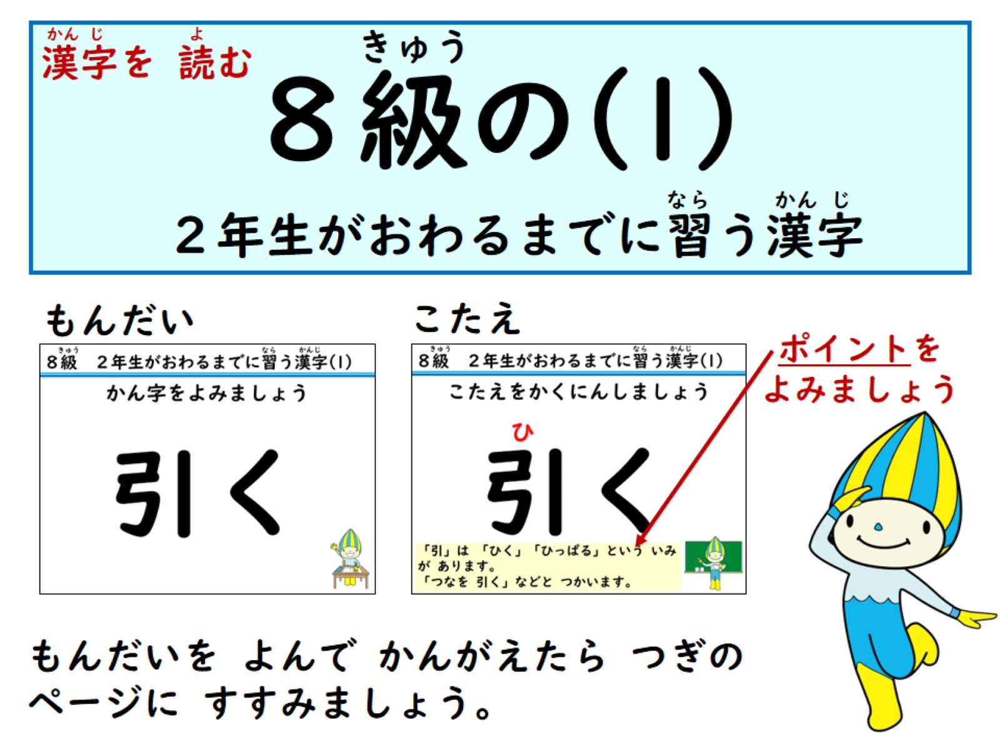 かんじ よ
漢字を 読む
きゅう
8級の(1)
なら かんじ
2年生がおわるまでに習う漢字
もんだい
きゅう なら かんじ
8級 2年生がおわるまでに習う漢字(1)
かん字をよみましょう
引く
こたえ
きゅう なら かんじ
8級 2年生がおわるまでに習う漢字(1)
こたえをかくにんしましょう
ひ
引く
「引」は 「ひく」「ひっぱる」という いみ
が あります。
「つなを 引く」などと つかいます。
ポイントを
よみましょう
もんだいを よんで かんがえたら つぎの
ページに すすみましょう。